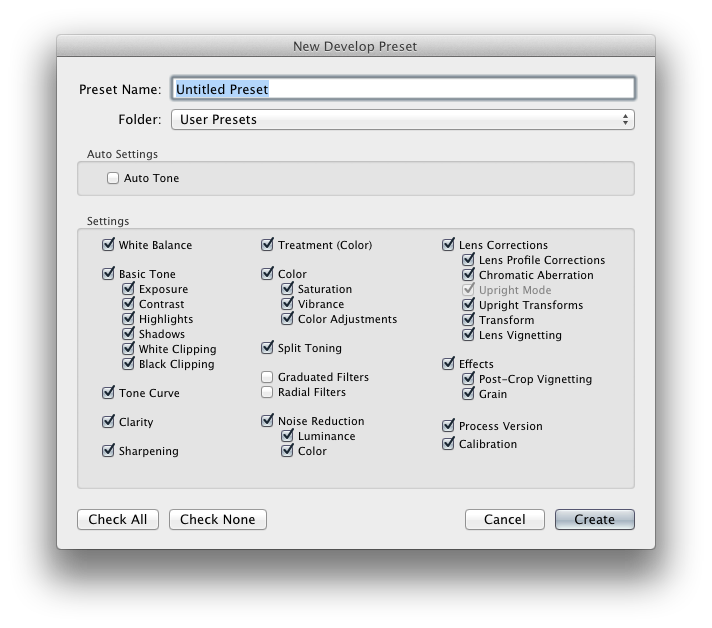 New Develop Preset
Preset Name: Untitled Preset
Folder: User Presets
Auto Settings
Auto Tone
Settings
White Balance
Basic Tone
Exposure
Contrast
Highlights
Shadows
White Clipping
Black Clipping
Tone Curve
Clarity
Sharpening
Treatment (Color)
Color
Saturation
Vibrance
Color Adjustments
Split Toning
Graduated Filters
Radial Filters
Noise Reduction
Luminance
Color
Lens Corrections
Lens Profile Corrections
Chromatic Aberration
Upright Mode
Upright Transforms
Transform
Lens Vignetting
Effects
Post-Crop Vignetting
Grain
Process Version
Calibration
Check All Check None Cancel Create